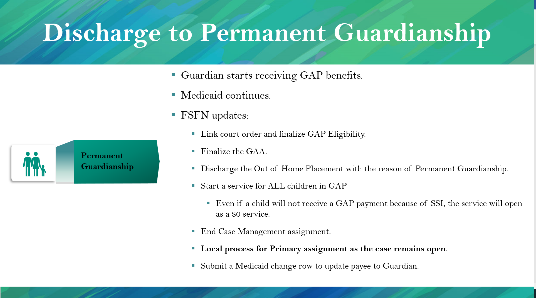 Discharge to Permanent Guardianship
Guardian starts receiving GAP benefits.
Medicaid continues.
FSFN updates:
Link court order and finalize GAP Eligibility.
Finalize the GAA.
Discharge the Out of Home Placement with the reason of Permanent Guardianship.
Start a service for ALL children in GAP
Even if a child will not receive a GAP payment because of SSI, the service will open
as a $0 service.
End Case Management assignment.
Local process for Primary assignment as the case remains open.
Submit a Medicaid change row to update payee to Guardian
Permanent
Guardianship